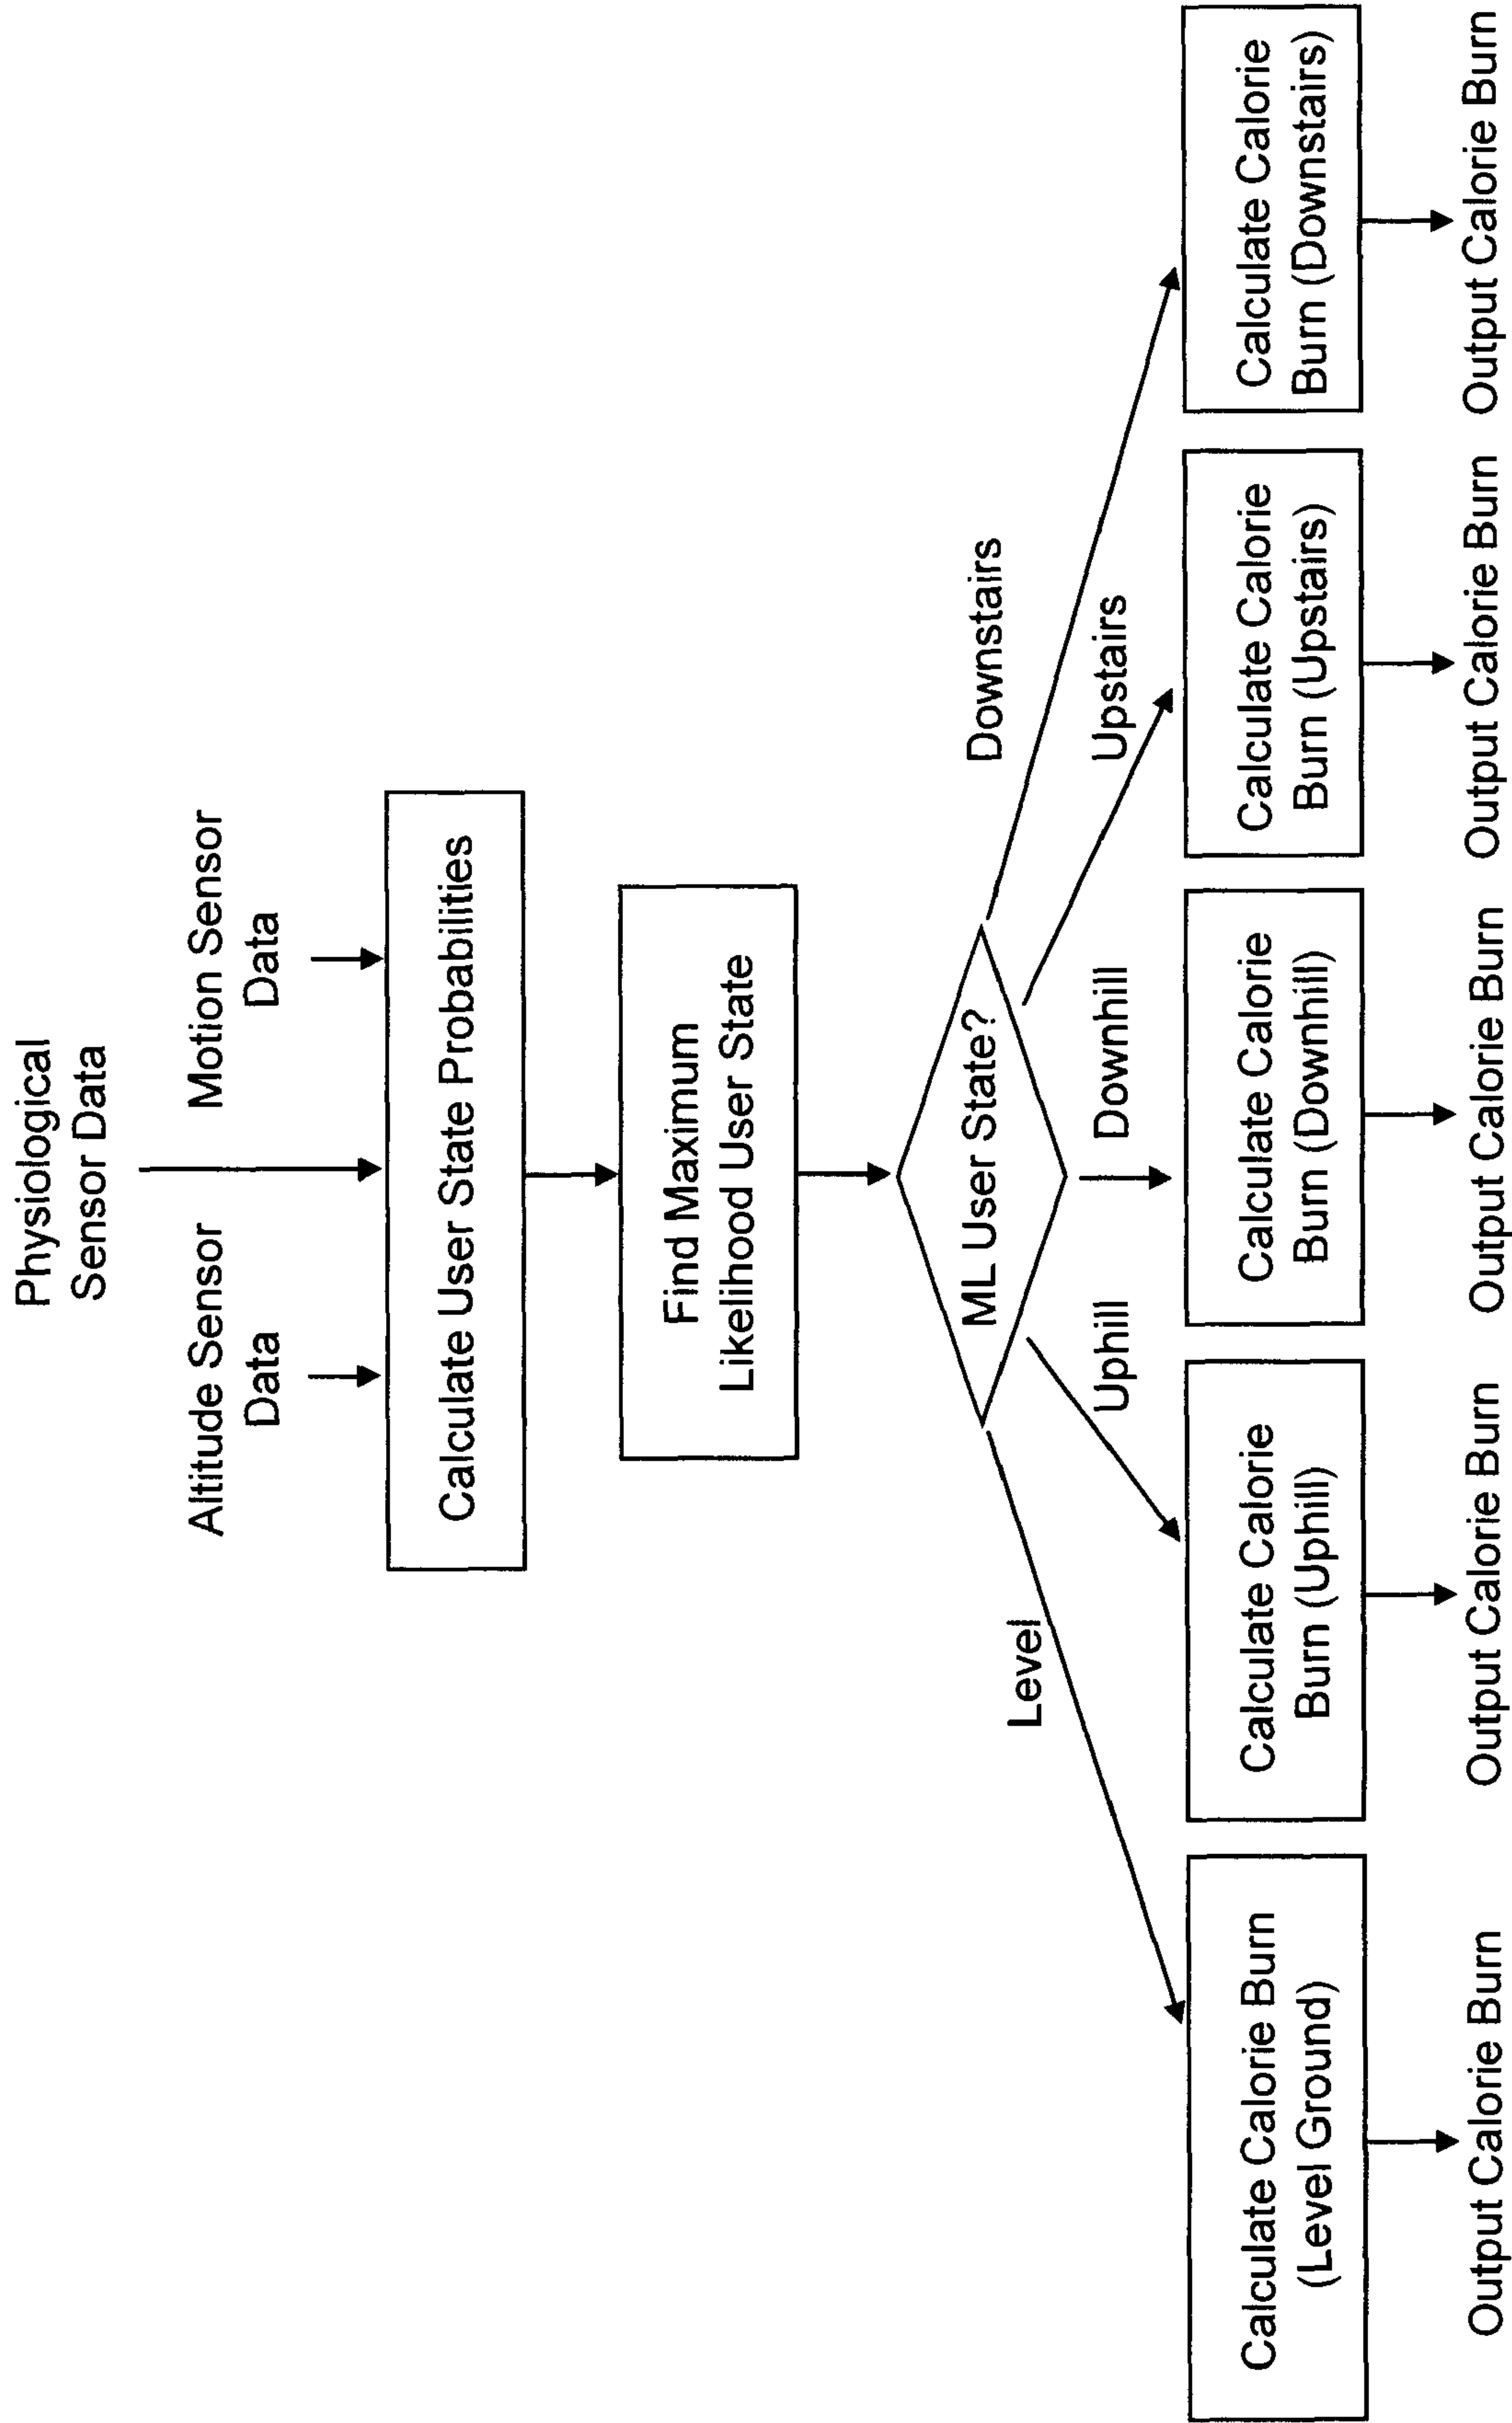 Physiological
Sensor Data
Altitude Sensor
Data
Motion Sensor
Data
Calculate User State Probabilities
Find Maximum
Likelihood User State
ML User State?
Level
Uphill
Downhill
Upstairs
Downstairs
Calculate Calorie Burn
(Level Ground)
Calculate Calorie
Burn (Uphill)
Calculate Calorie
Burn (Downhill)
Calculate Calorie
Burn (Upstairs)
Calculate Calorie
Burn (Downstairs)
Output Calorie Burn
Output Calorie Burn
Output Calorie Burn
Output Calorie Burn
Output Calorie Burn